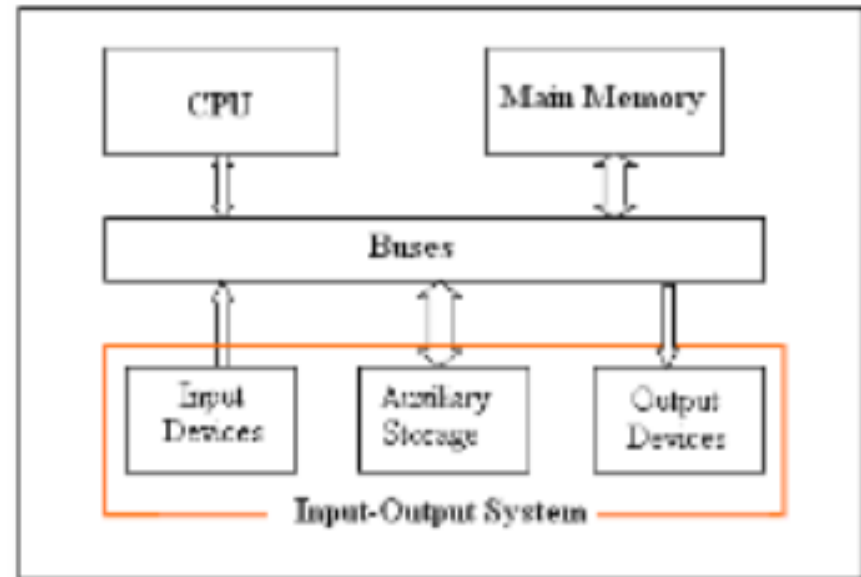 CPU
Main Memory
Buses
Input
Devices
Auxiliary
Storage
Output
Devices
Input-Output System